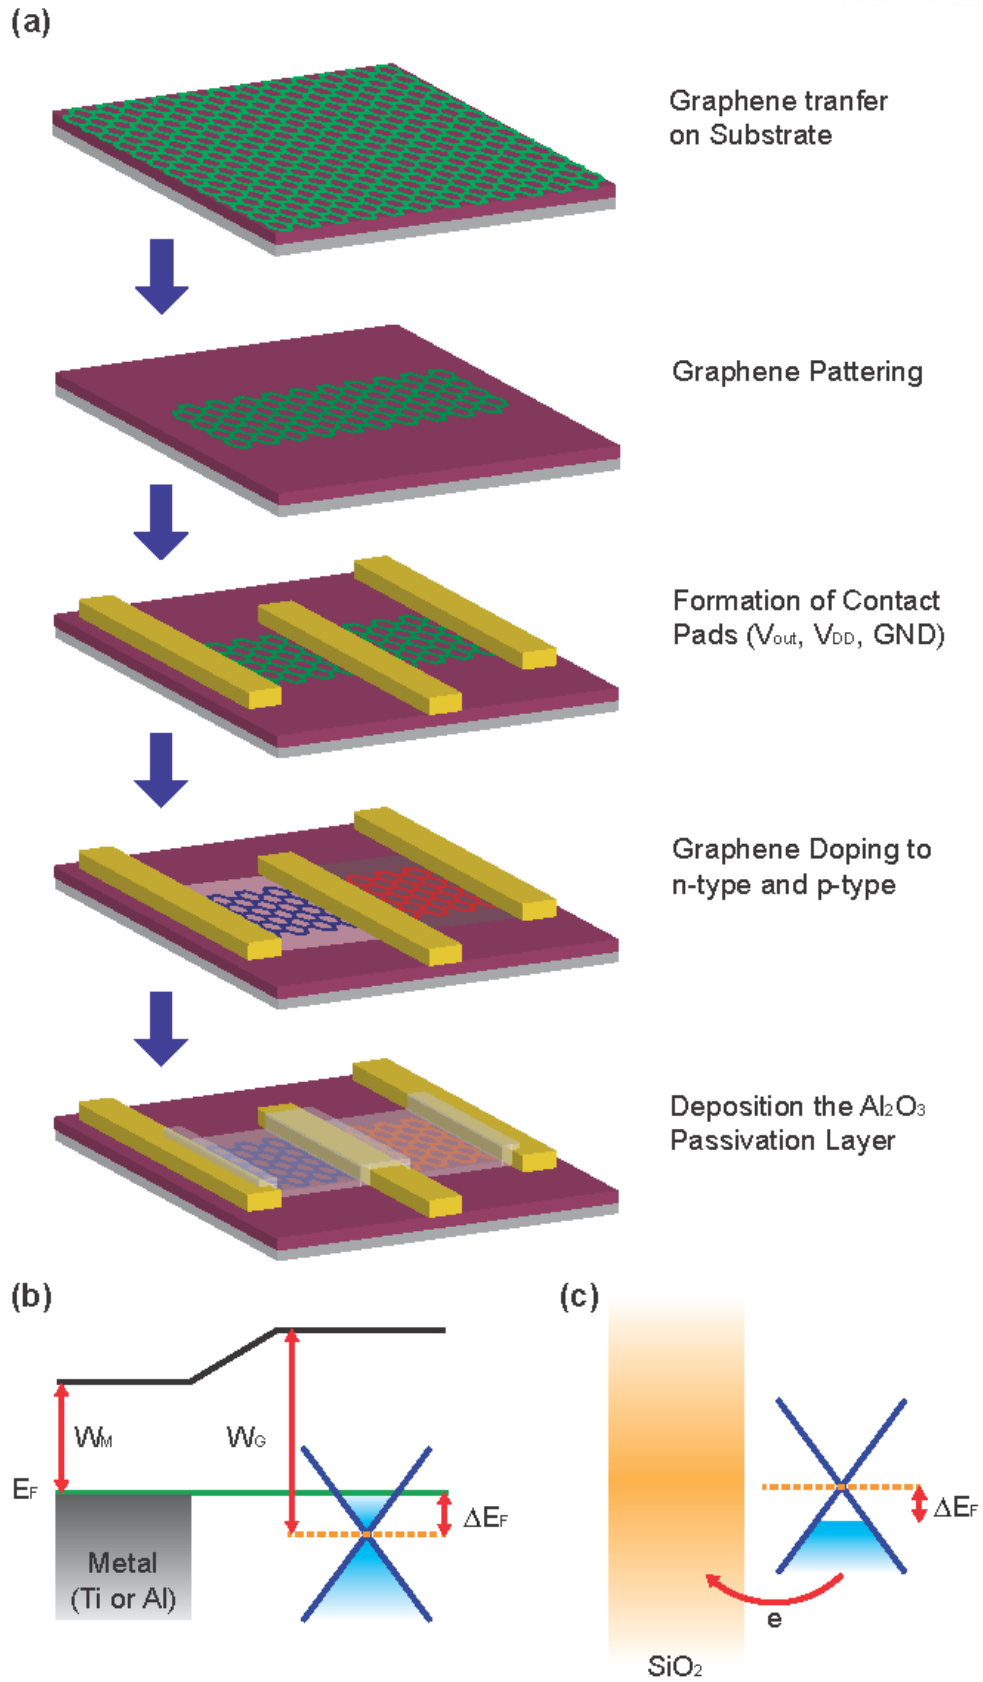 (a)
Graphene tranfer
on Substrate
Graphene Pattering
Formation of Contact
Pads (Vout, VDD, GND)
Graphene Doping to
n-type and p-type
Deposition the Al2O3
Passivation Layer
(b)
WM
WG
EF
ΔEF
Metal
(Ti or Al)
(c)
ΔEF
e
SiO2